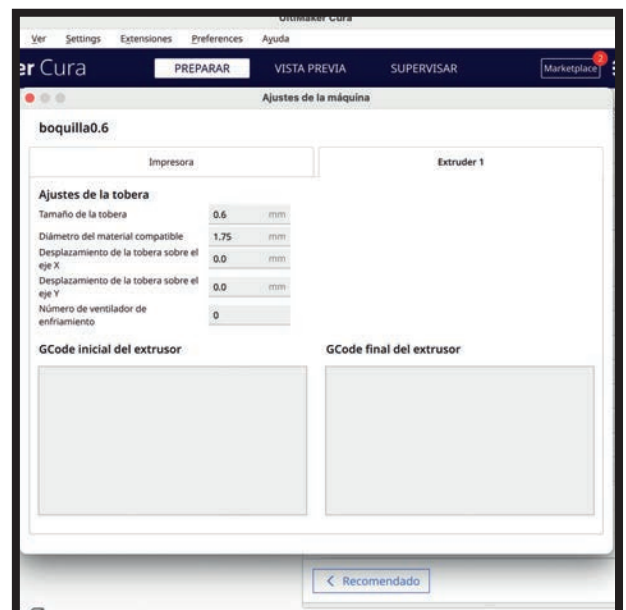 UltiMaker Cura
Ver Settings Extensiones Preferences Ayuda
er Cura PREPARAR VISTA PREVIA SUPERVISAR Marketplace 2
Ajustes de la máquina
boquilla0.6
Impresora Extruder 1
Ajustes de la tobera
Tamaño de la tobera 0.6 mm
Diámetro del material compatible 1.75 mm
Desplazamiento de la tobera sobre el
eje X 0.0 mm
Desplazamiento de la tobera sobre el
eje Y 0.0 mm
Número de ventilador de
enfriamiento 0
GCode inicial del extrusor GCode final del extrusor
< Recomendado